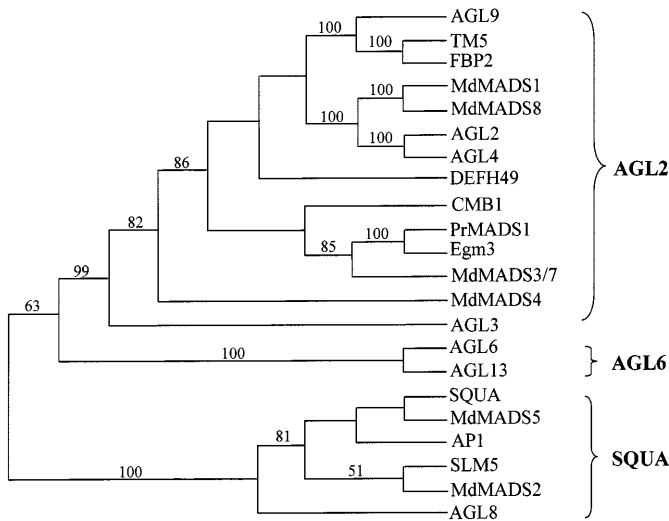 AGL9
100
TM5
100
FBP2
MdMADS1
100
MdMADS8
100
AGL2
100
AGL4
AGL2
86
DEFH49
CMB1
PrMADS1
100
Egm3
85
82
MdMADS3/7
99
MdMADS4
63
AGL3
AGL6
100
AGL6
AGL13
SQUA
MdMADS5
81
AP1
SQUA
SLM5
100
51
MdMADS2
AGL8